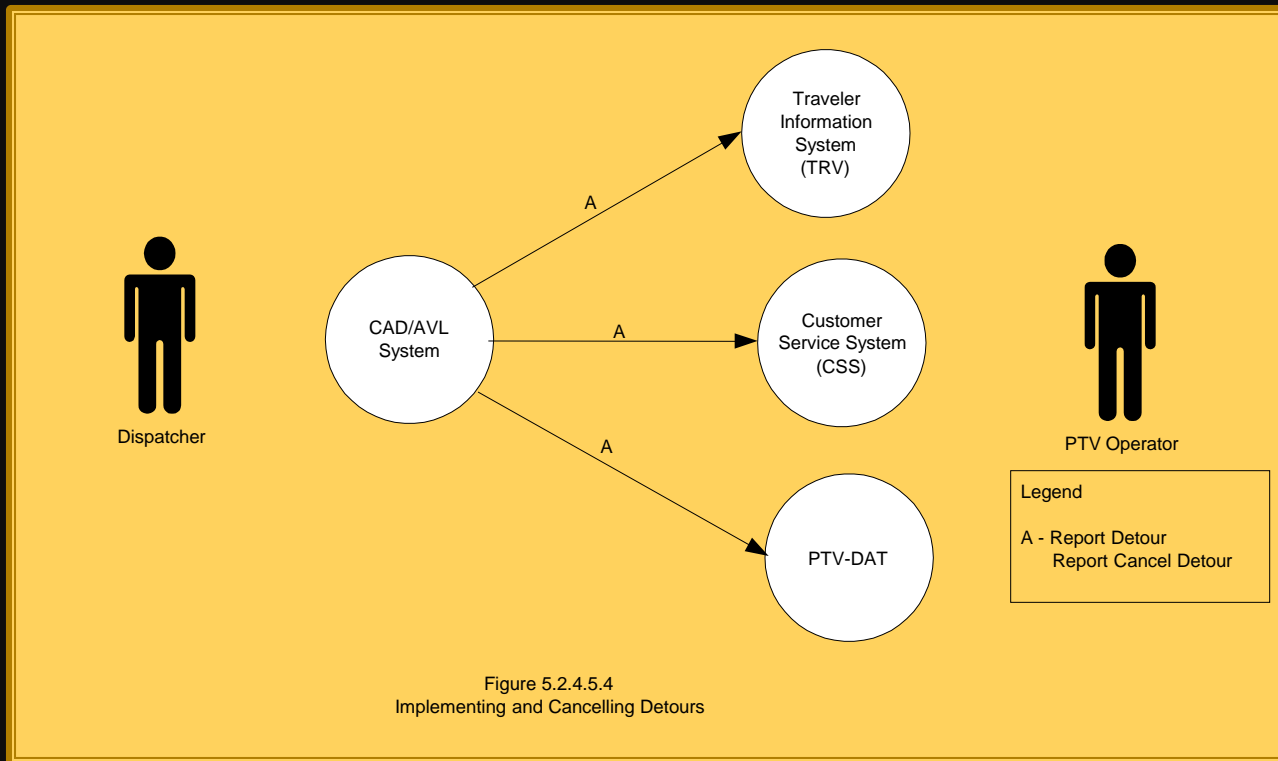 Traveler
Information
System
(TRV)
A
CAD/AVL
System
A
Customer
Service System
(CSS)
Dispatcher
A
PTV Operator
Legend
A - Report Detour
Report Cancel Detour
PTV-DAT
Figure 5.2.4.5.4
Implementing and Cancelling Detours